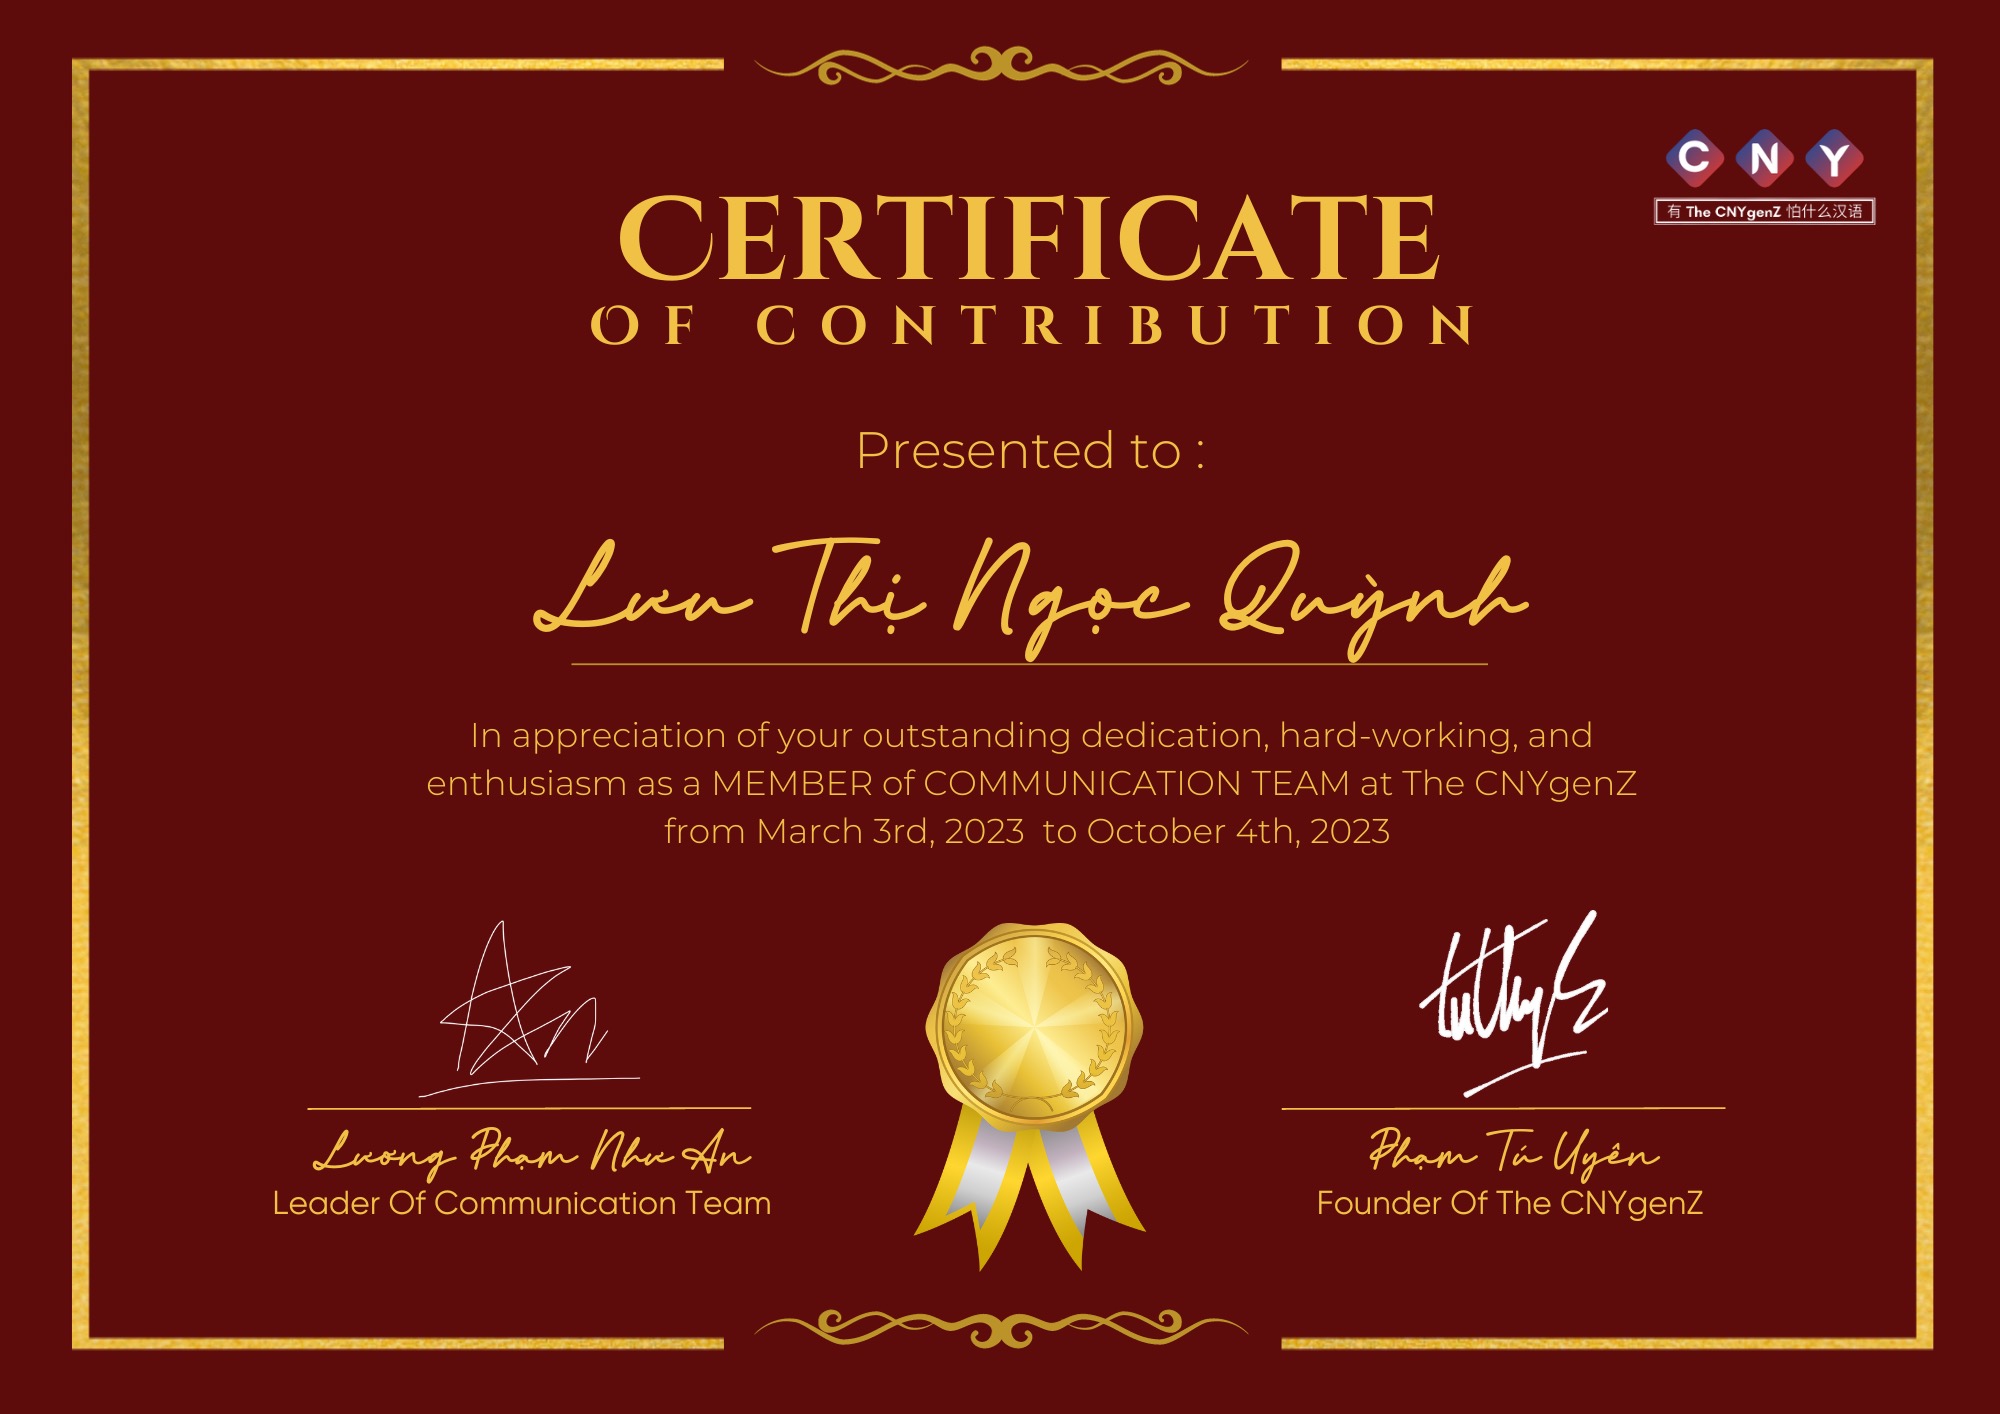 C N Y
有 The CNYgenZ 怕什么汉语
CERTIFICATE
OF CONTRIBUTION
Presented to :
Lưu Thị Ngọc Quỳnh
In appreciation of your outstanding dedication, hard-working, and
enthusiasm as a MEMBER of COMMUNICATION TEAM at The CNYgenZ
from March 3rd, 2023 to October 4th, 2023
An
Lương Phạm Như An
Leader Of Communication Team
Phạm Tú Uyên
Founder Of The CNYgenZ